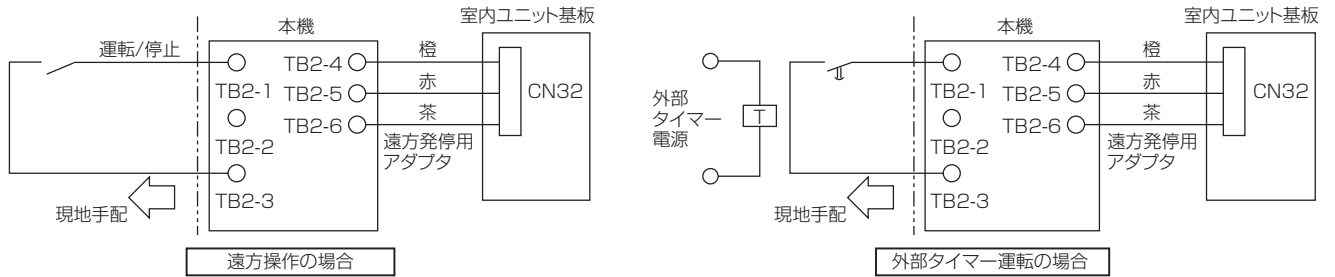 本機
室内ユニット基板
運転/停止
TB2-1
TB2-2
TB2-3
TB2-4
TB2-5
TB2-6
橙
赤
茶
遠方発停用
アダプタ
CN32
現地手配
遠方操作の場合
外部
タイマー
電源
T
本機
室内ユニット基板
TB2-1
TB2-2
TB2-3
TB2-4
TB2-5
TB2-6
橙
赤
茶
遠方発停用
アダプタ
CN32
現地手配
外部タイマー運転の場合